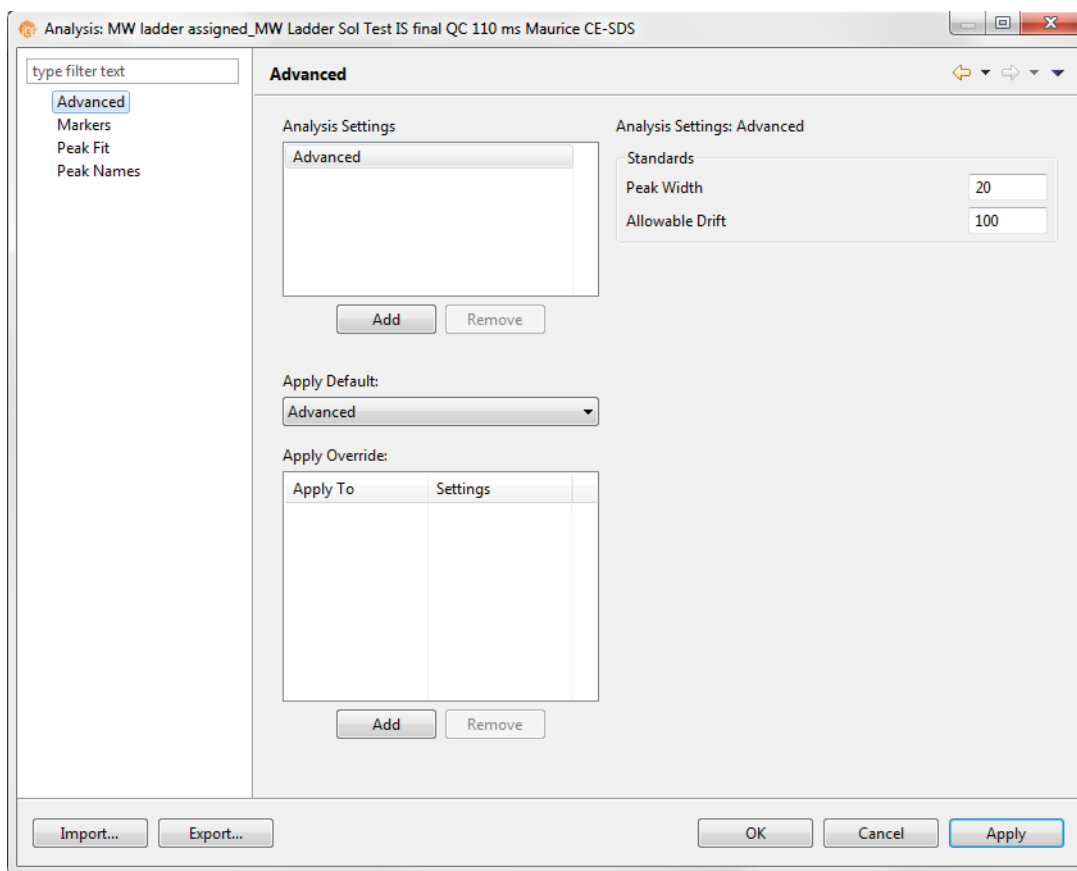 Analysis: MW ladder assigned_MW Ladder Sol Test IS final QC 110 ms Maurice CE-SDS
type filter text
Advanced
Markers
Peak Fit
Peak Names
Advanced
Analysis Settings
Advanced
Add
Remove
Apply Default:
Advanced
Apply Override:
Apply To Settings
Add
Remove
Analysis Settings: Advanced
Standards
Peak Width 20
Allowable Drift 100
Import...
Export...
OK
Cancel
Apply